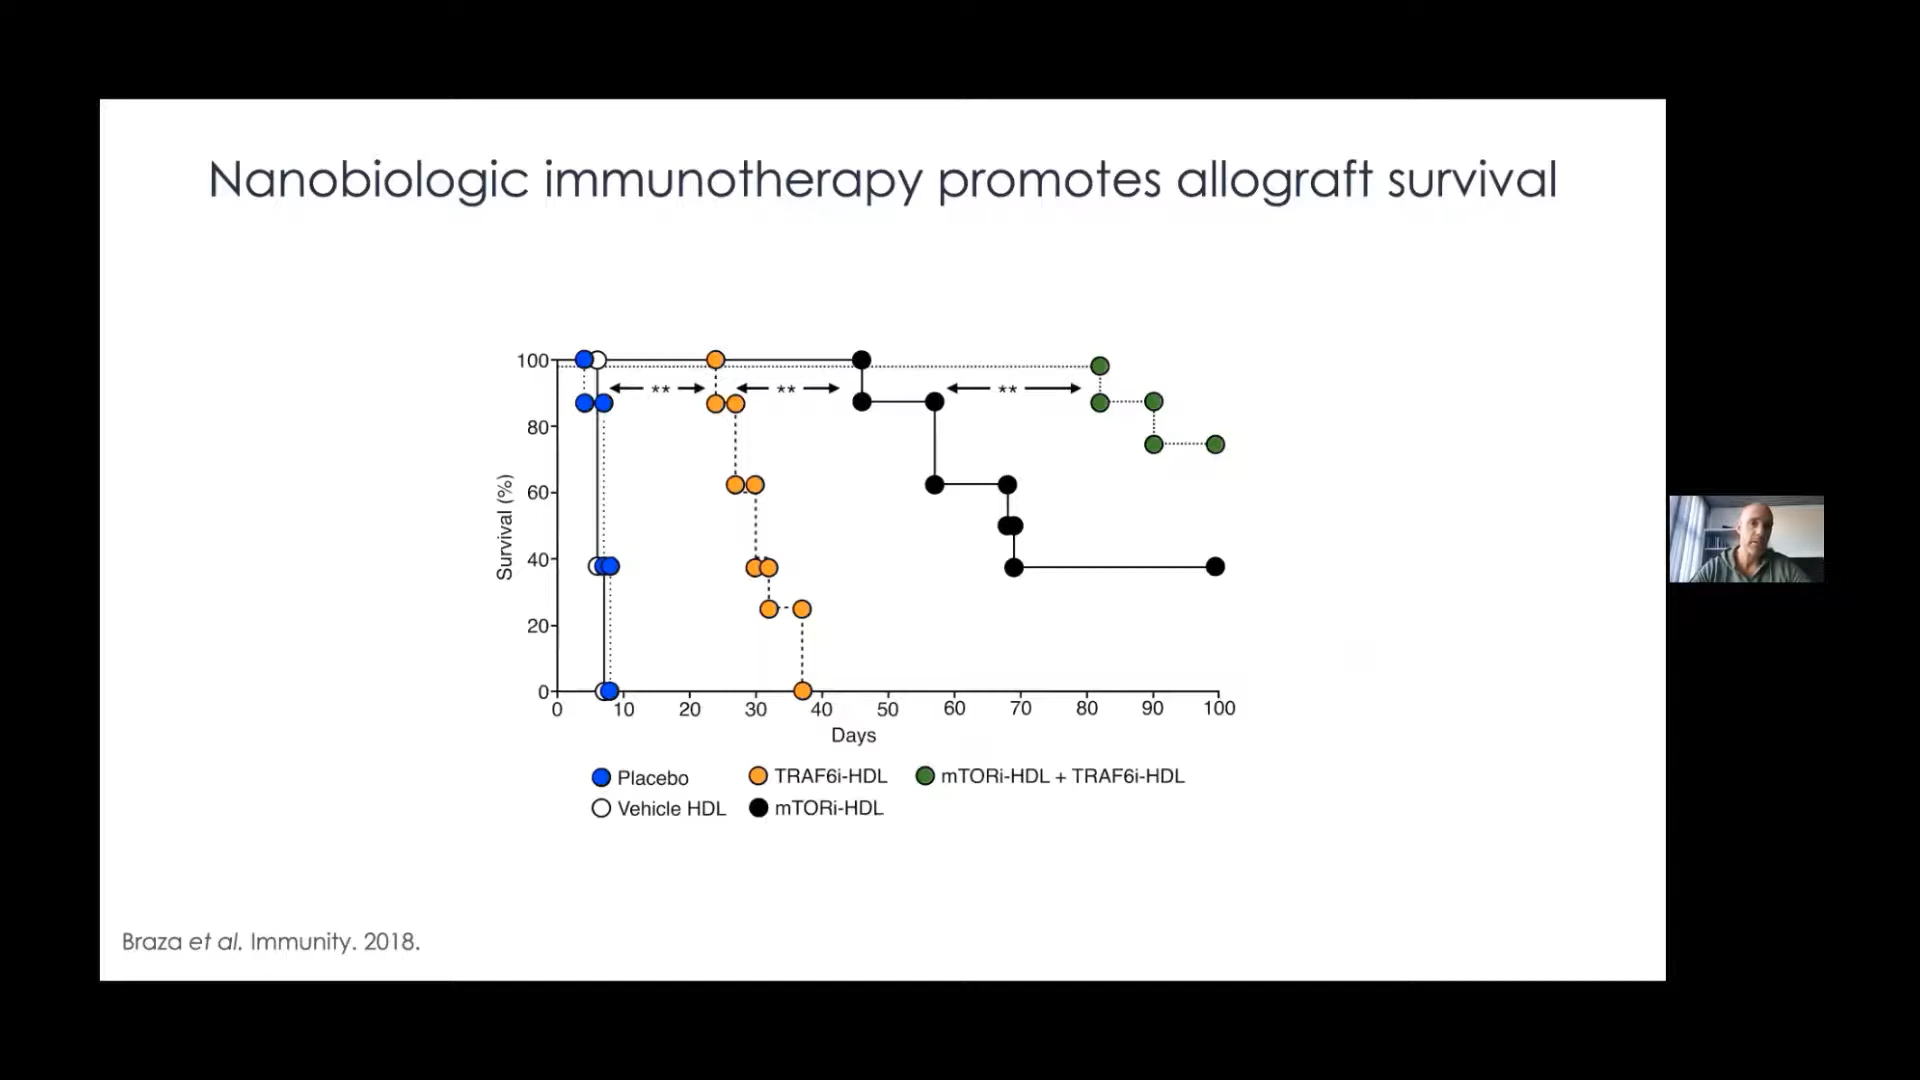 Nanobiologic immunotherapy promotes allograft survival
100
80
60
40
20
0
Survival (%)
** ** **
0 10 20 30 40 50 60 70 80 90 100
Days
Placebo TRAF6i-HDL mTORi-HDL + TRAF6i-HDL
Vehicle HDL mTORi-HDL
Braza et al. Immunity. 2018.